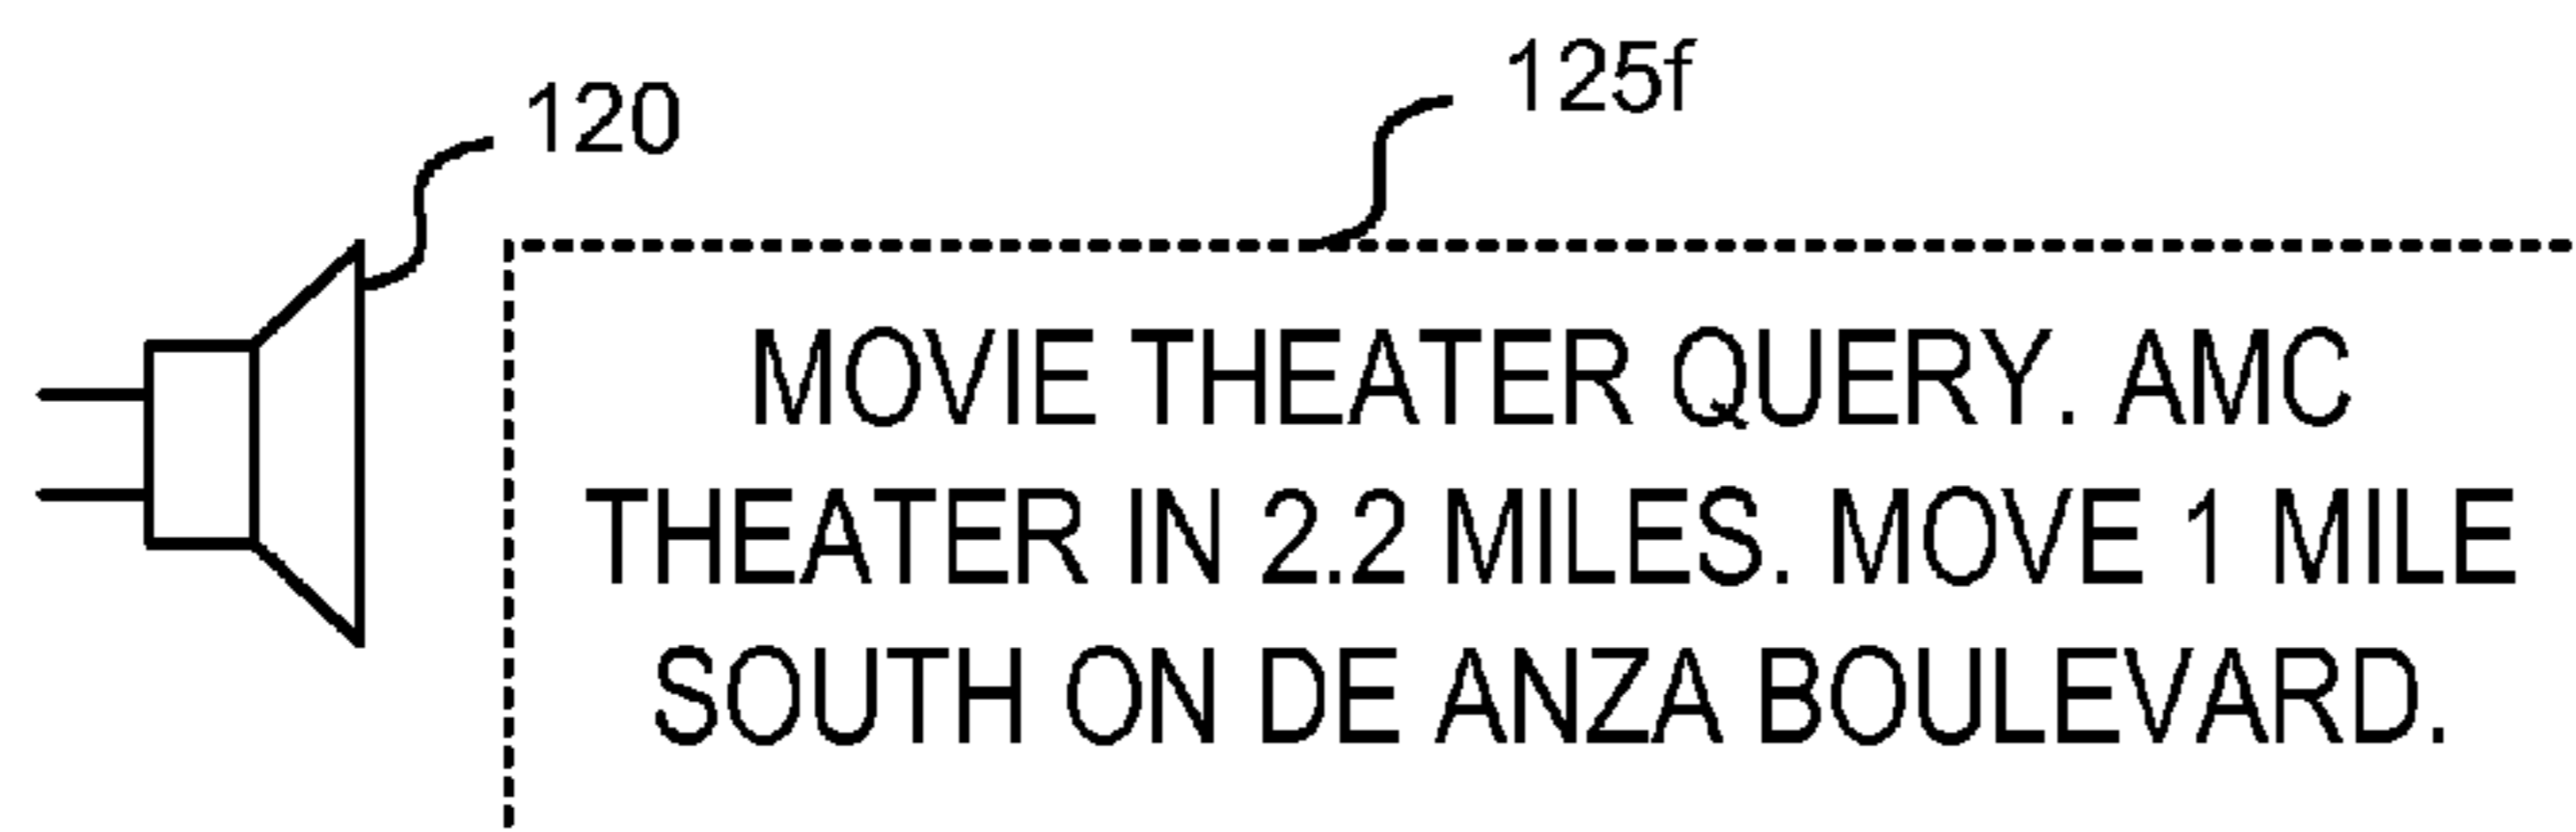 120
125f
MOVIE THEATER QUERY. AMC
THEATER IN 2.2 MILES. MOVE 1 MILE
SOUTH ON DE ANZA BOULEVARD.